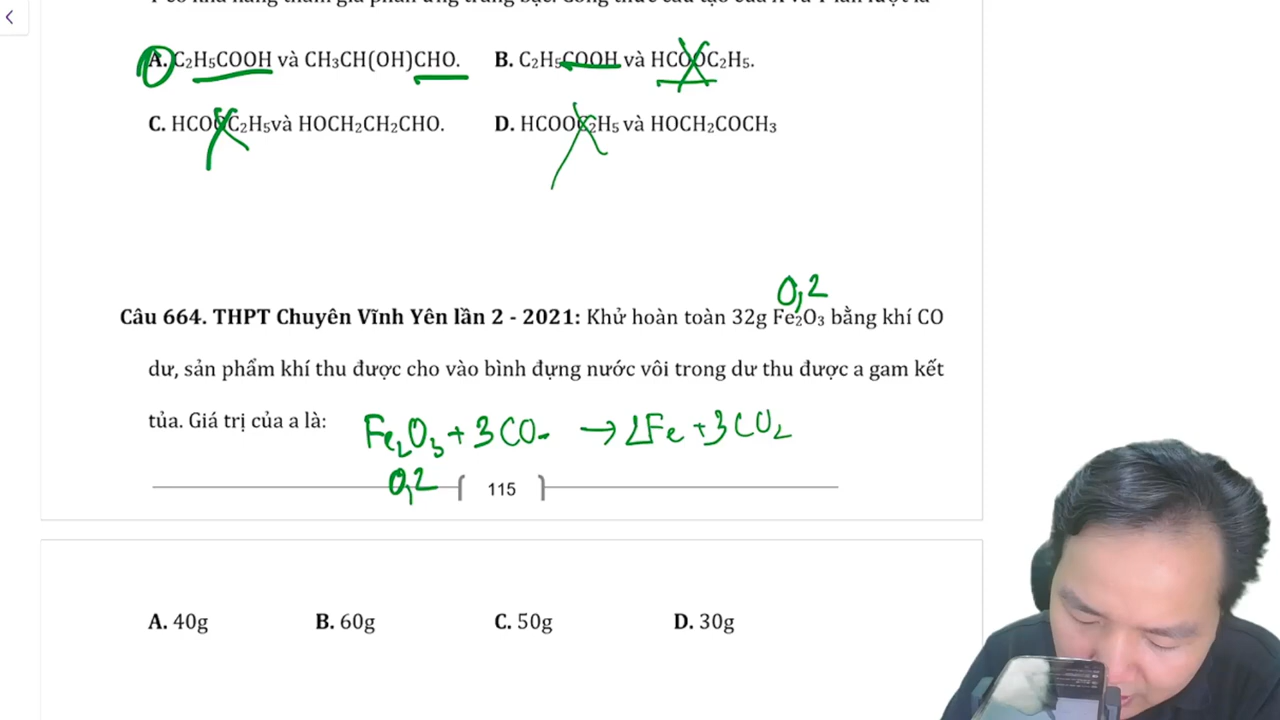 A. C₂H₅COOH và CH₃CH(OH)CHO. B. C₂H₅COOH và HCOOC₂H₅.
C. HCOOC₂H₅và HOCH₂CH₂CHO. D. HCOOC₂H₅ và HOCH₂COCH₃
0,2
Câu 664. THPT Chuyên Vĩnh Yên lần 2 - 2021: Khử hoàn toàn 32g Fe₂O₃ bằng khí CO
dư, sản phẩm khí thu được cho vào bình đựng nước vôi trong dư thu được a gam kết
tủa. Giá trị của a là:
Fe₂O₃ + 3CO → 2Fe + 3CO₂
0,2
115
A. 40g B. 60g C. 50g D. 30g